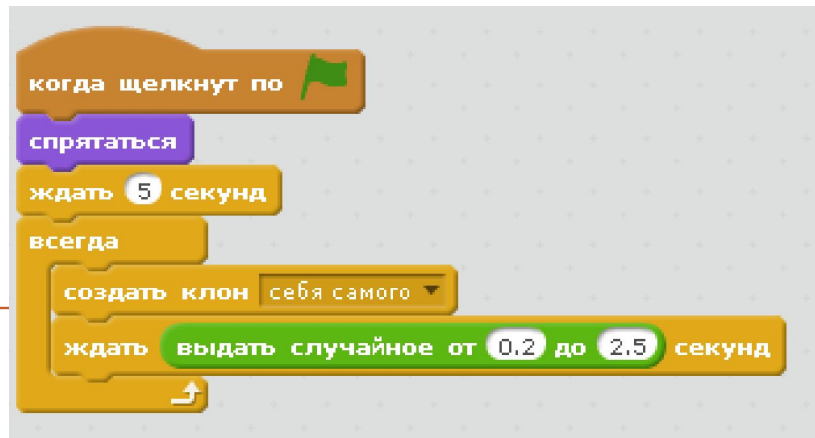 когда щелкнут по
спрятаться
ждать 5 секунд
всегда
создать клон себя самого
ждать выдать случайное от 0.2 до 2.5 секунд